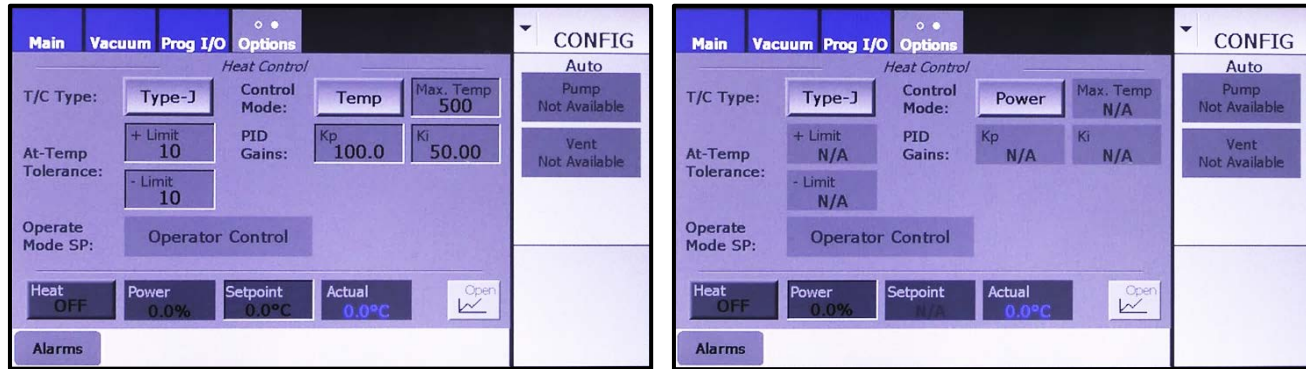 Main Vacuum Prog I/O Options
CONFIG
Heat Control
Auto
T/C Type:
Type-J
Control
Mode:
Temp
Max. Temp
500
Pump
Not Available
At-Temp
Tolerance:
+ Limit
10
PID
Gains:
Kp
100.0
Ki
50.00
Vent
Not Available
- Limit
10
Operate
Mode SP:
Operator Control
Heat
OFF
Power
0.0%
Setpoint
0.0°C
Actual
0.0°C
Open
Alarms
Main Vacuum Prog I/O Options
CONFIG
Heat Control
Auto
T/C Type:
Type-J
Control
Mode:
Power
Max. Temp
N/A
Pump
Not Available
At-Temp
Tolerance:
+ Limit
N/A
PID
Gains:
Kp
N/A
Ki
N/A
Vent
Not Available
- Limit
N/A
Operate
Mode SP:
Operator Control
Heat
OFF
Power
0.0%
Setpoint
N/A
Actual
0.0°C
Open
Alarms